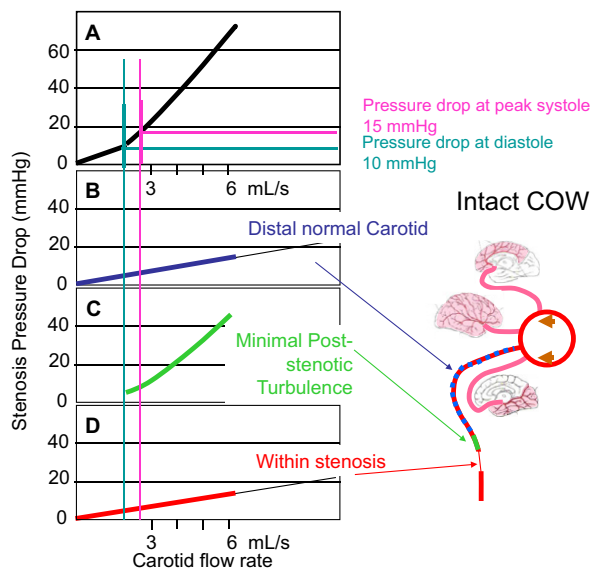 Stenosis Pressure Drop (mmHg)
A
60
40
20
0
3
6
mL/s
Pressure drop at peak systole
15 mmHg
Pressure drop at diastole
10 mmHg
B
40
20
0
Distal normal Carotid
Intact COW
C
40
20
0
Minimal Post-
stenotic
Turbulence
D
40
20
0
Within stenosis
3
6
mL/s
Carotid flow rate